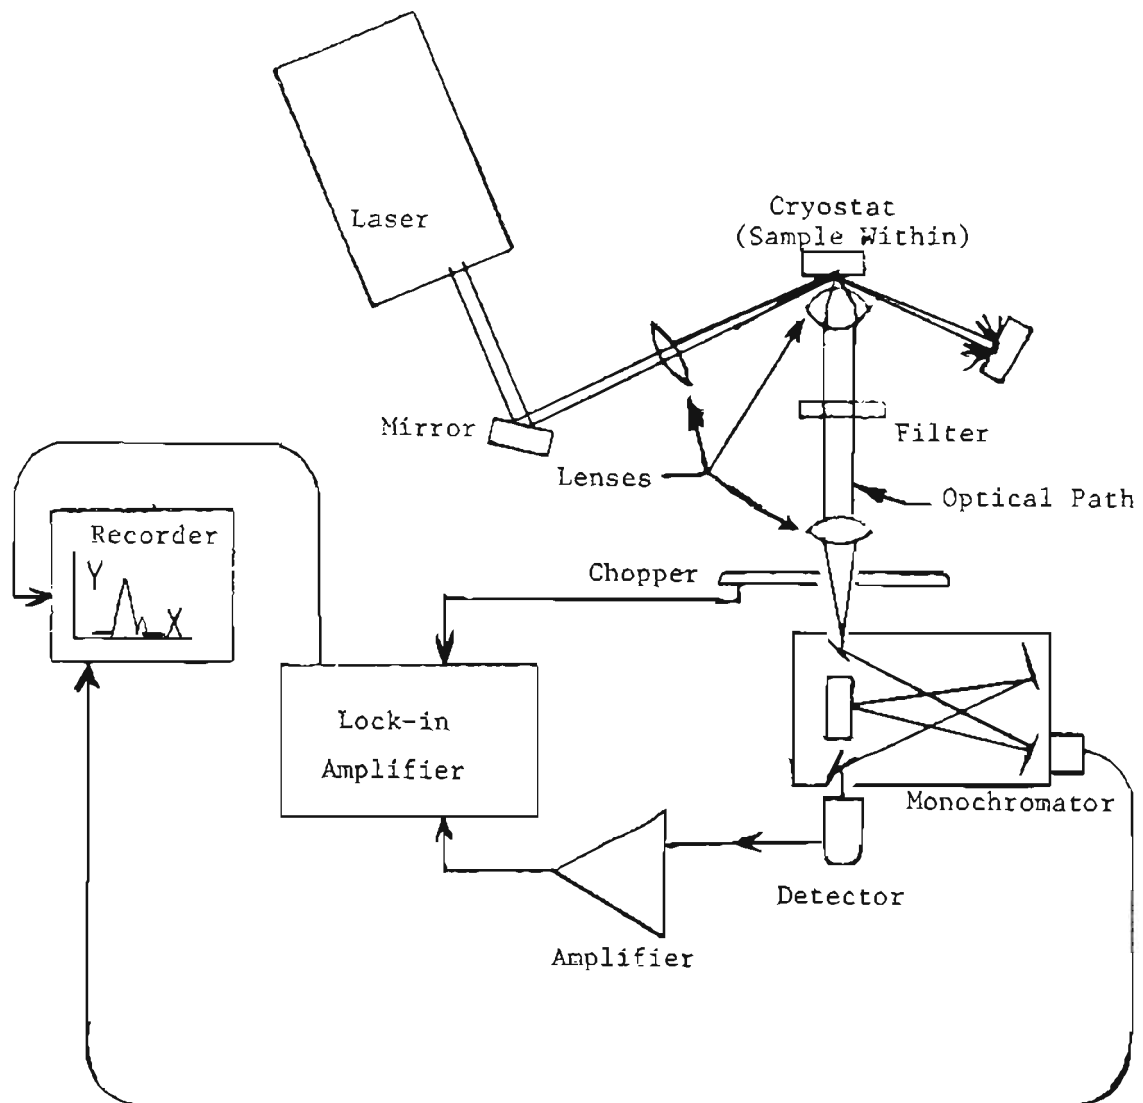 Laser
Cryostat
(Sample Within)
Mirror
Filter
Lenses
Optical Path
Recorder
Y
X
Chopper
Lock-in
Amplifier
Monochromator
Detector
Amplifier